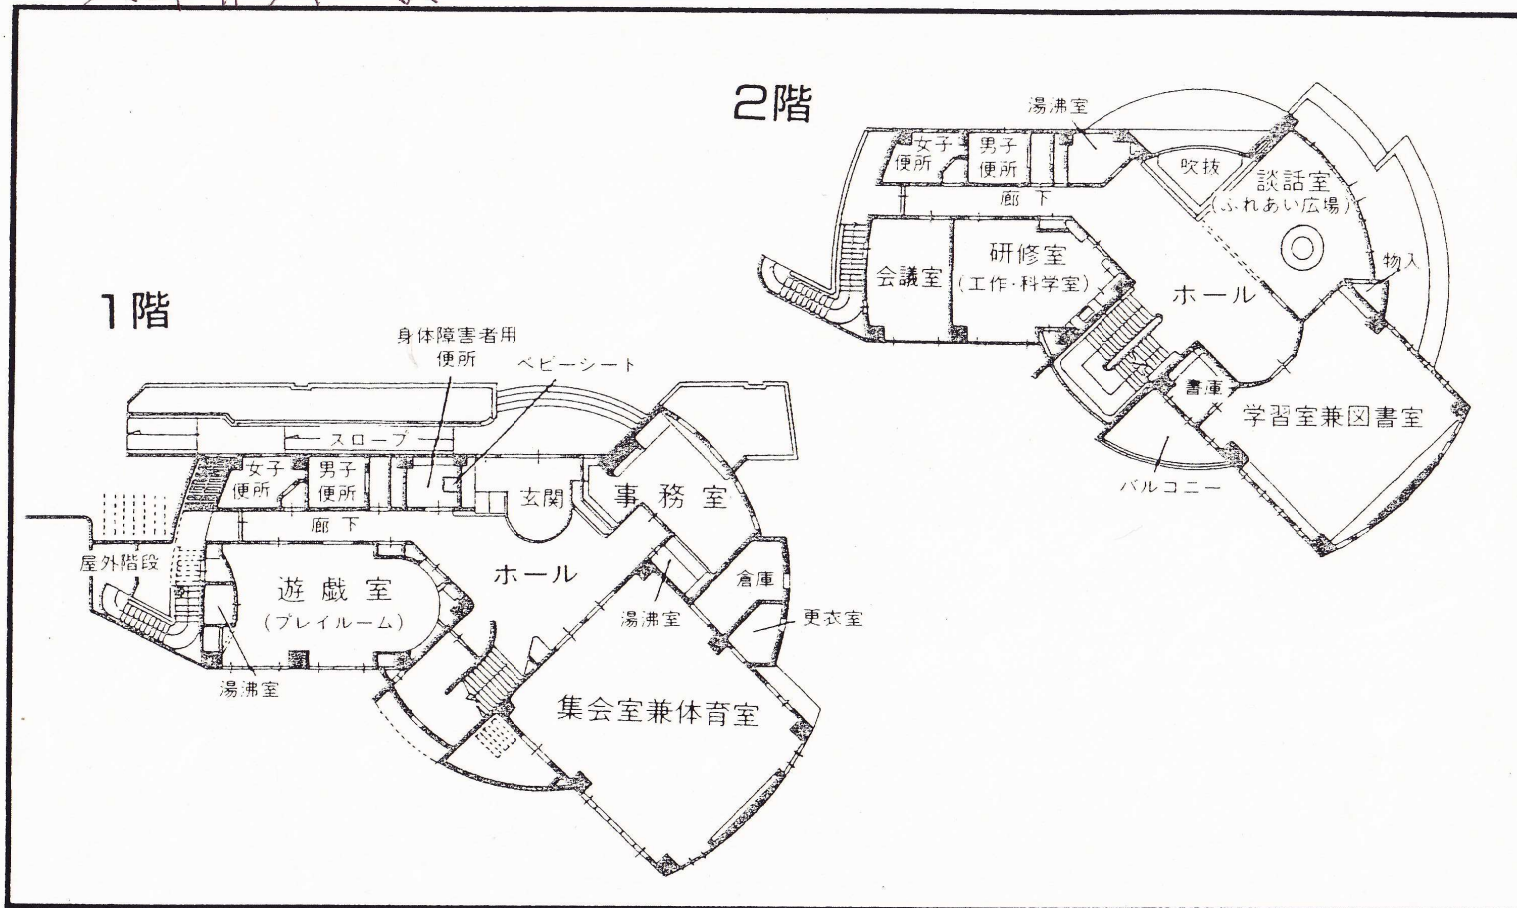 2階
湯沸室
女子
便所
男子
便所
吹抜
談話室
(ふれあい広場)
廊下
会議室
研修室
(工作・科学室)
ホール
物入
書庫
学習室兼図書室
バルコニー
1階
身体障害者用
便所
ベビーシート
スロープ
女子
便所
男子
便所
玄関
事務室
廊下
屋外階段
遊戯室
(プレイルーム)
ホール
湯沸室
倉庫
更衣室
湯沸室
集会室兼体育室